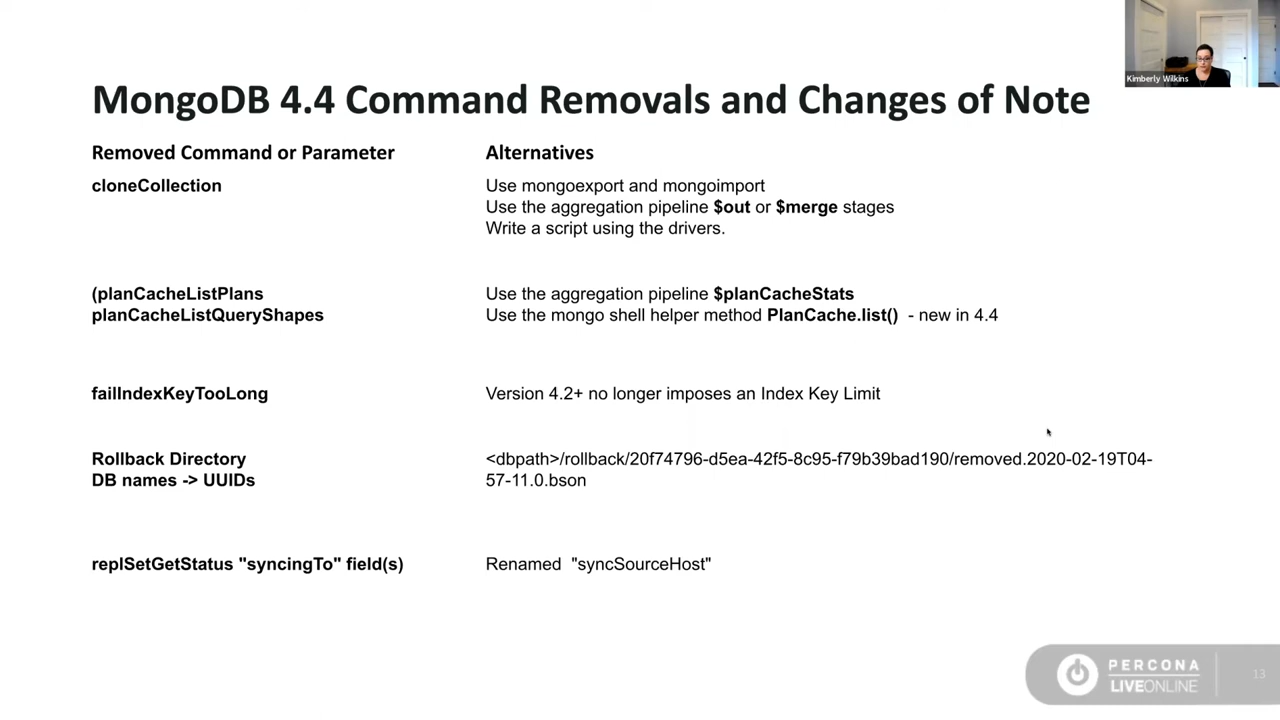 Kimberly Wilkins
MongoDB 4.4 Command Removals and Changes of Note
Removed Command or Parameter
Alternatives
cloneCollection
Use mongoexport and mongoimport
Use the aggregation pipeline $out or $merge stages
Write a script using the drivers.
(planCacheListPlans
Use the aggregation pipeline $planCacheStats
planCacheListQueryShapes
Use the mongo shell helper method PlanCache.list() - new in 4.4
failIndexKeyTooLong
Version 4.2+ no longer imposes an Index Key Limit
Rollback Directory
DB names -> UUIDs
<dbpath>/rollback/20f74796-d5ea-42f5-8c95-f79b39bad190/removed.2020-02-19T04-
57-11.0.bson
replSetGetStatus "syncingTo" field(s)
Renamed "syncSourceHost"
PERCONA
LIVEONLINE
13